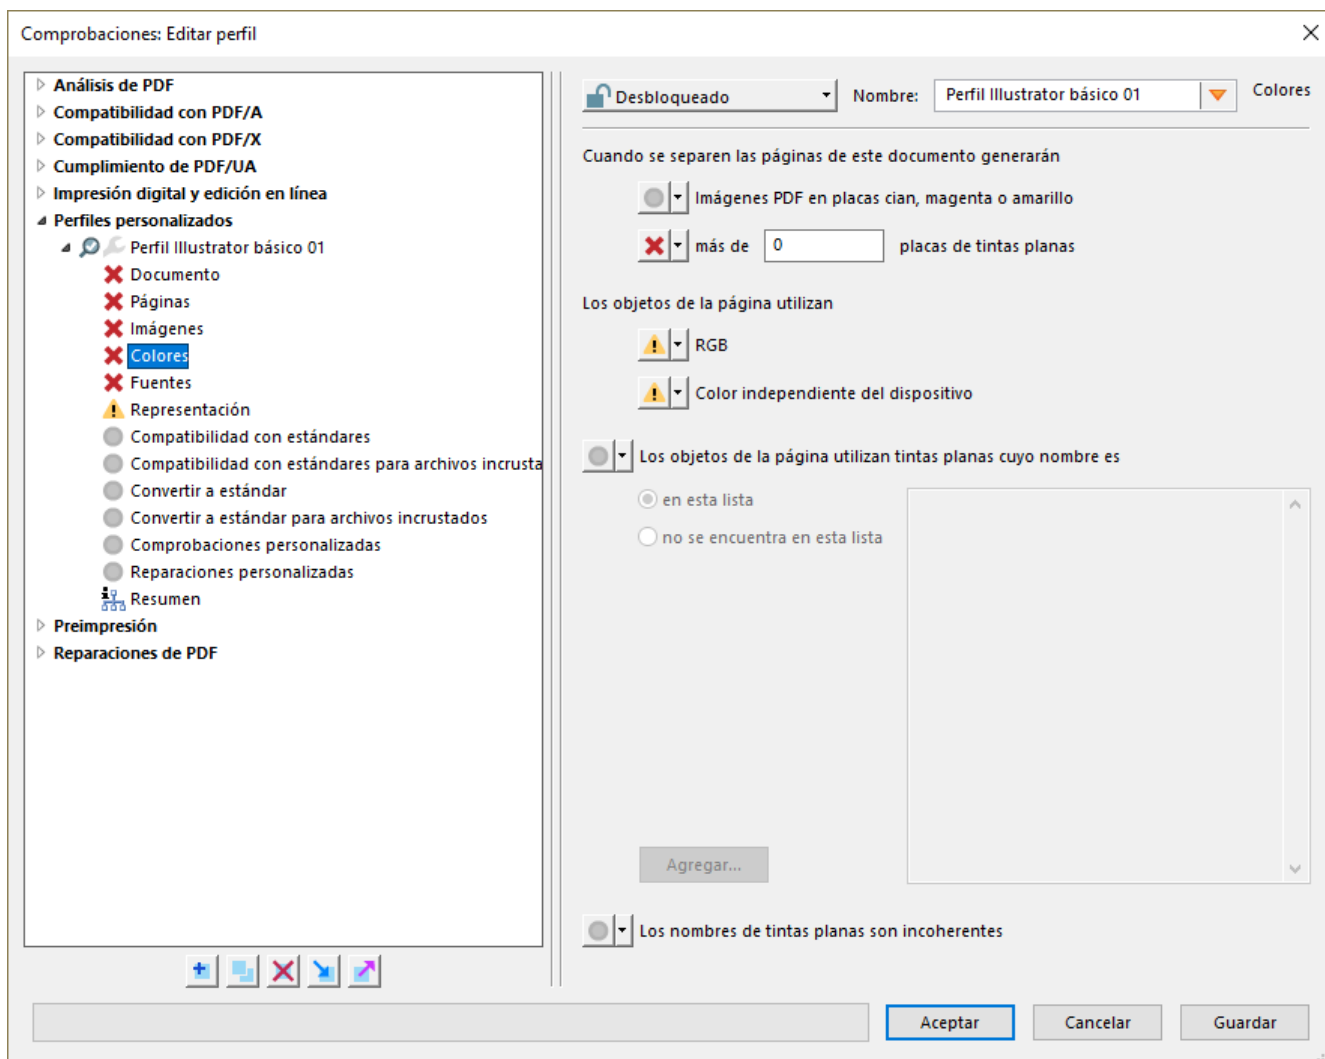 Comprobaciones: Editar perfil
Análisis de PDF
Compatibilidad con PDF/A
Compatibilidad con PDF/X
Cumplimiento de PDF/UA
Impresión digital y edición en línea
Perfiles personalizados
Perfil Illustrator básico 01
Documento
Páginas
Imágenes
Colores
Fuentes
Representación
Compatibilidad con estándares
Compatibilidad con estándares para archivos incrusta
Convertir a estándar
Convertir a estándar para archivos incrustados
Comprobaciones personalizadas
Reparaciones personalizadas
Resumen
Preimpresión
Reparaciones de PDF
Desbloqueado Nombre: Perfil Illustrator básico 01 Colores
Cuando se separen las páginas de este documento generarán
Imágenes PDF en placas cian, magenta o amarillo
más de 0 placas de tintas planas
Los objetos de la página utilizan
RGB
Color independiente del dispositivo
Los objetos de la página utilizan tintas planas cuyo nombre es
en esta lista
no se encuentra en esta lista
Agregar...
Los nombres de tintas planas son incoherentes
Aceptar Cancelar Guardar